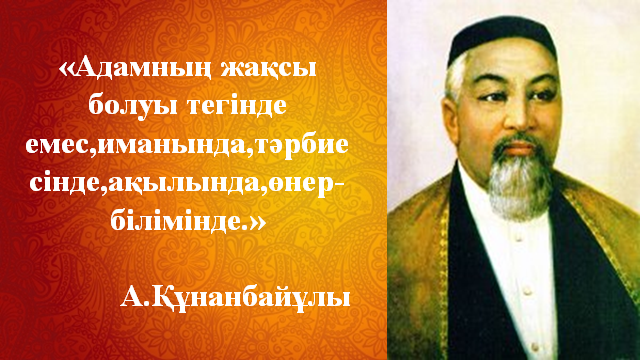 «Адамның жақсы
болуы тегінде
емес,иманында,тәрбие
сінде,ақылында,өнер-
білімінде.»
А.Құнанбайұлы